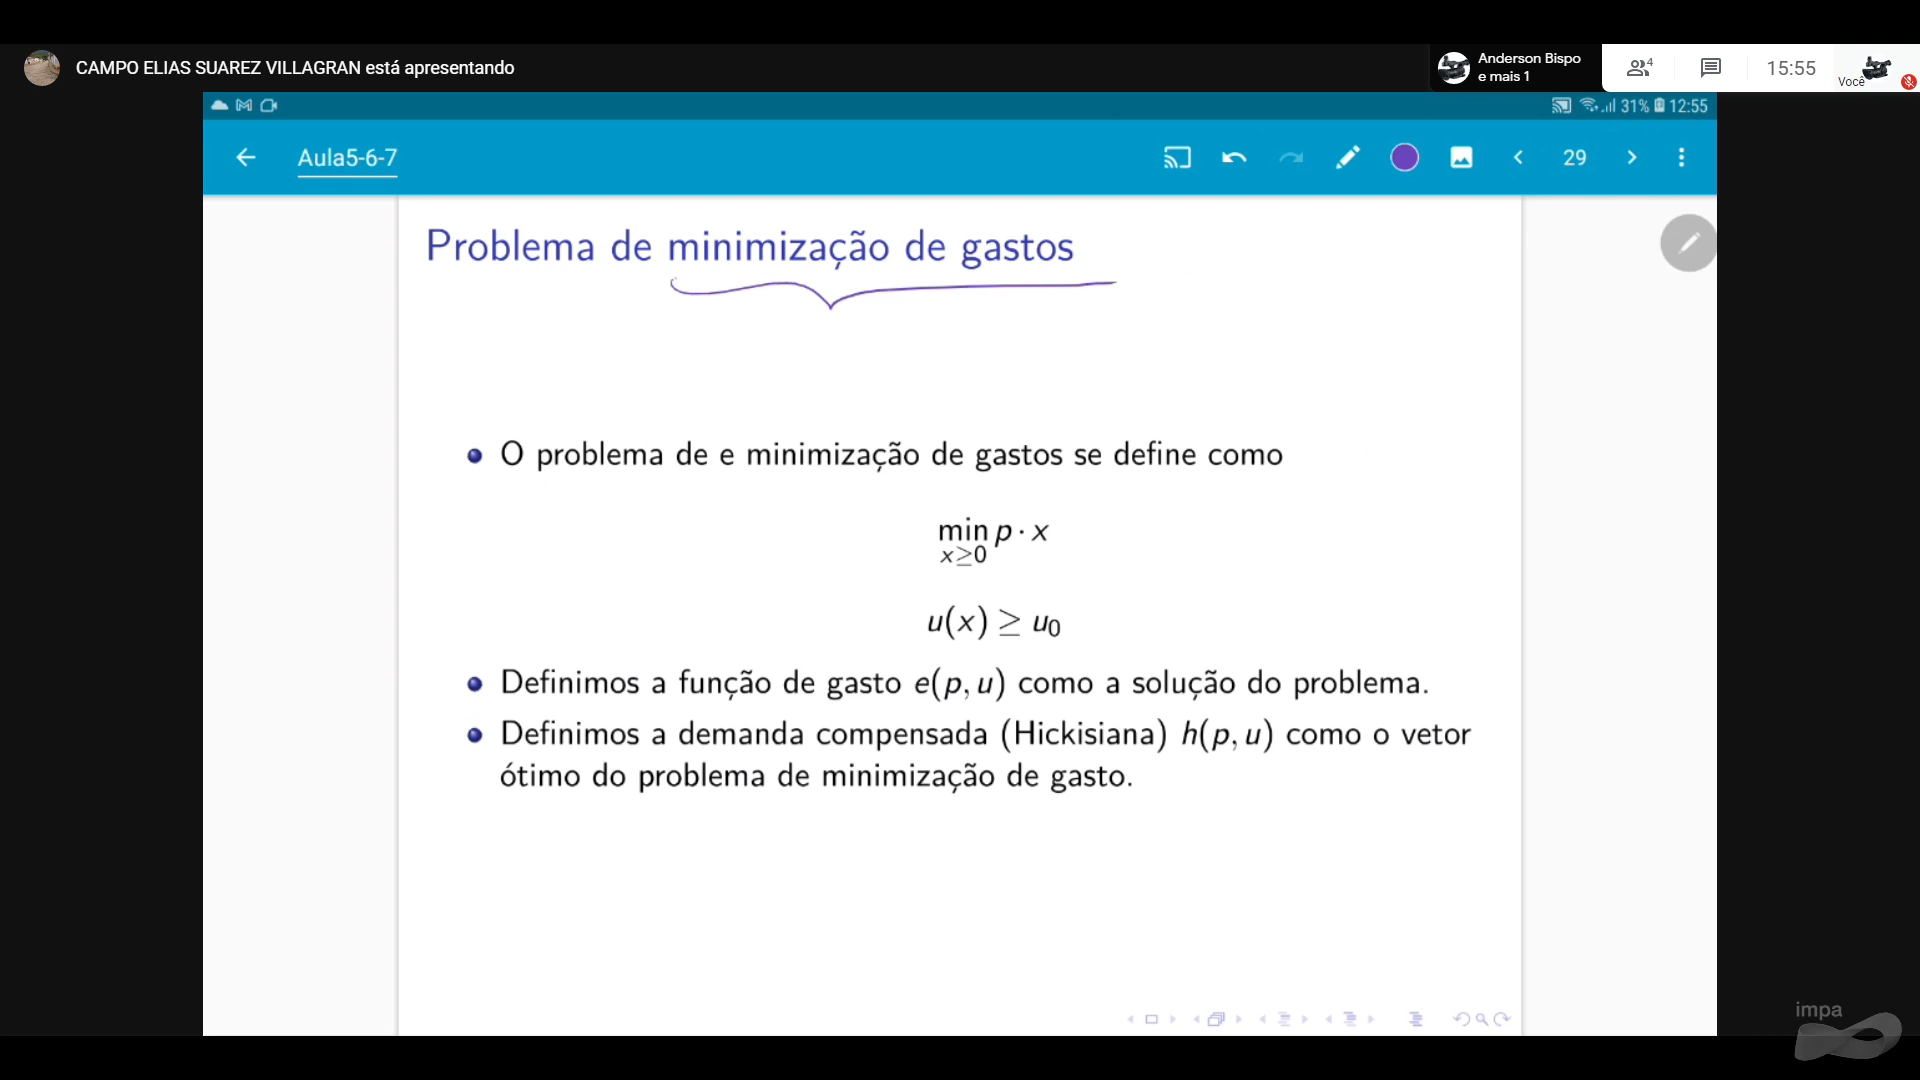 CAMPO ELIAS SUAREZ VILLAGRAN está apresentando
Anderson Bispo
e mais 1
4
15:55
Você
31% 12:55
Aula5-6-7
29
Problema de minimização de gastos
O problema de e minimização de gastos se define como
min p · x
x≥0
u(x) ≥ u₀
Definimos a função de gasto e(p, u) como a solução do problema.
Definimos a demanda compensada (Hickisiana) h(p, u) como o vetor
ótimo do problema de minimização de gasto.
impa